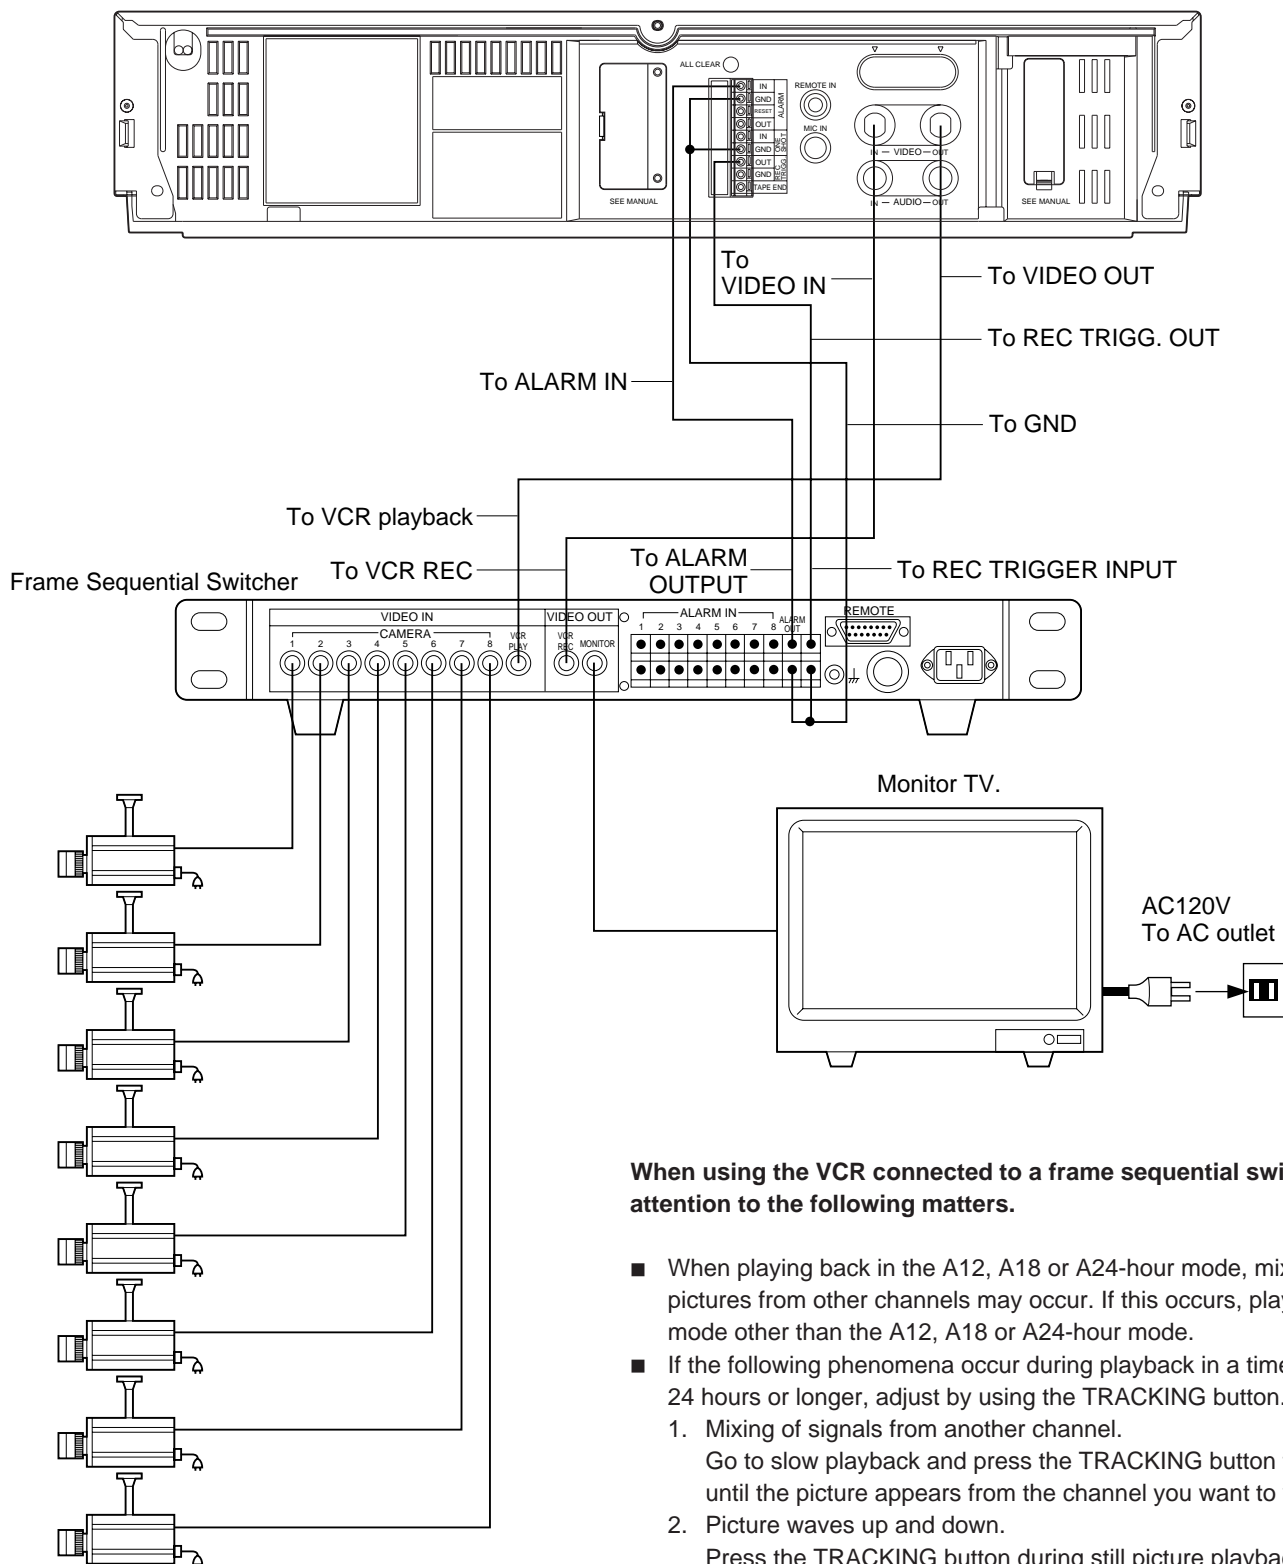 ALL CLEAR
IN
GND
RESET
OUT
ALARM
IN
GND
ONE SHOT
OUT
GND
REC TRIGG
TAPE END
REMOTE IN
MIC IN
IN — VIDEO — OUT
IN — AUDIO — OUT
SEE MANUAL
SEE MANUAL
To
VIDEO IN
To VIDEO OUT
To REC TRIGG. OUT
To ALARM IN
To GND
To VCR playback
To VCR REC
To ALARM
OUTPUT
To REC TRIGGER INPUT
Frame Sequential Switcher
VIDEO IN
VIDEO OUT
CAMERA
1 2 3 4 5 6 7 8
VCR
PLAY
VCR
REC
MONITOR
ALARM IN
1 2 3 4 5 6 7 8
ALARM
OUT
REMOTE
Monitor TV.
AC120V
To AC outlet
When using the VCR connected to a frame sequential
attention to the following matters.
■ When playing back in the A12, A18 or A24-hour mode,
pictures from other channels may occur. If this occurs,
mode other than the A12, A18 or A24-hour mode.
■ If the following phenomena occur during playback in a time
24 hours or longer, adjust by using the TRACKING button.
1. Mixing of signals from another channel.
Go to slow playback and press the TRACKING button
until the picture appears from the channel you want to
2. Picture waves up and down.
Press the TRACKING button during still picture